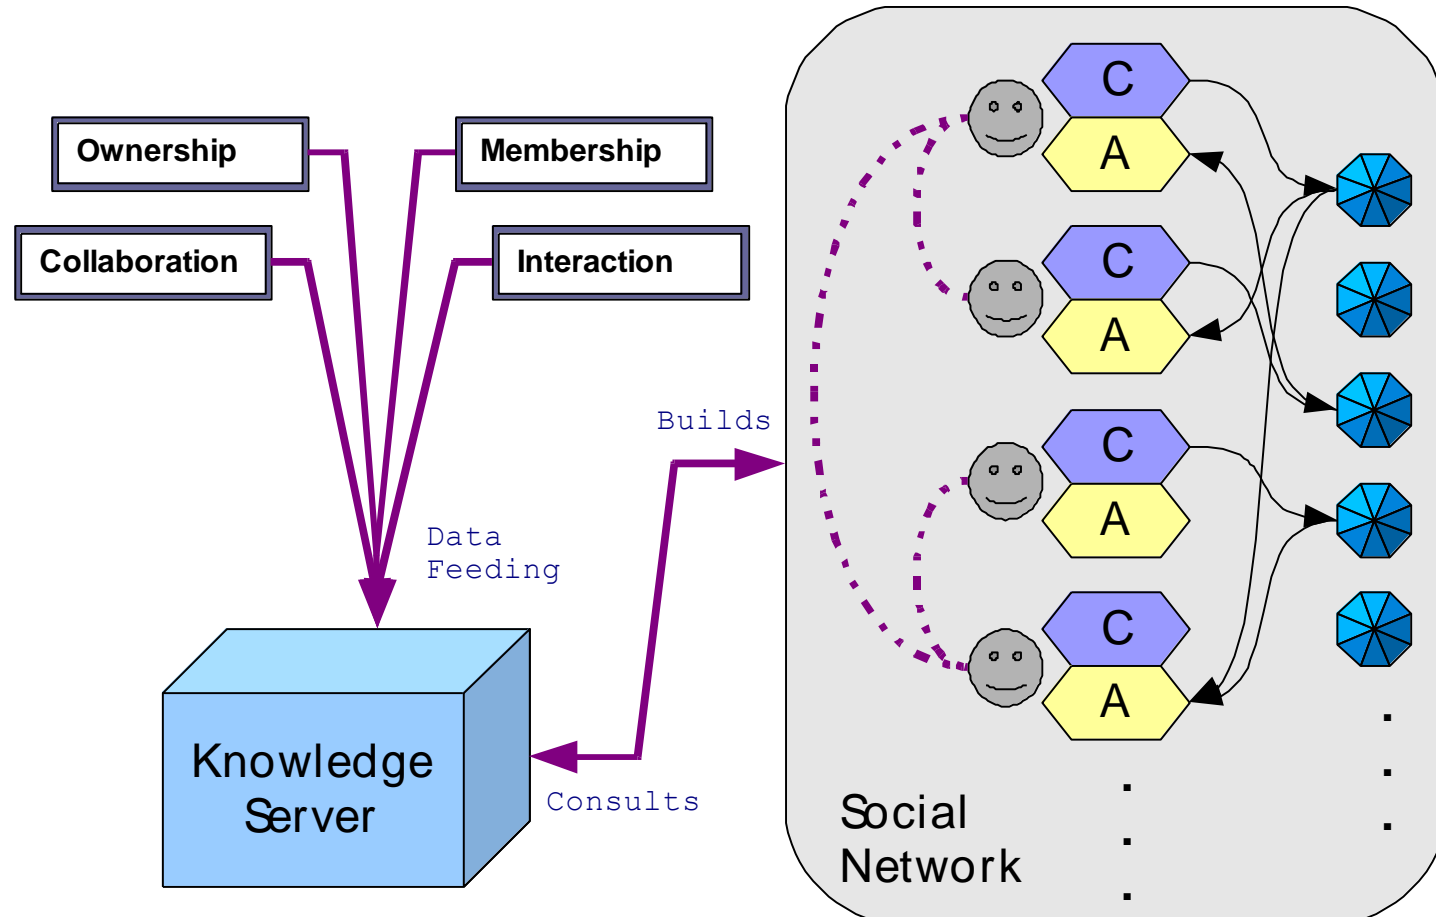 Ownership
Membership
Collaboration
Interaction
Data
Feeding
Builds
Consults
Knowledge
Server
C
A
C
A
C
A
C
A
Social
Network